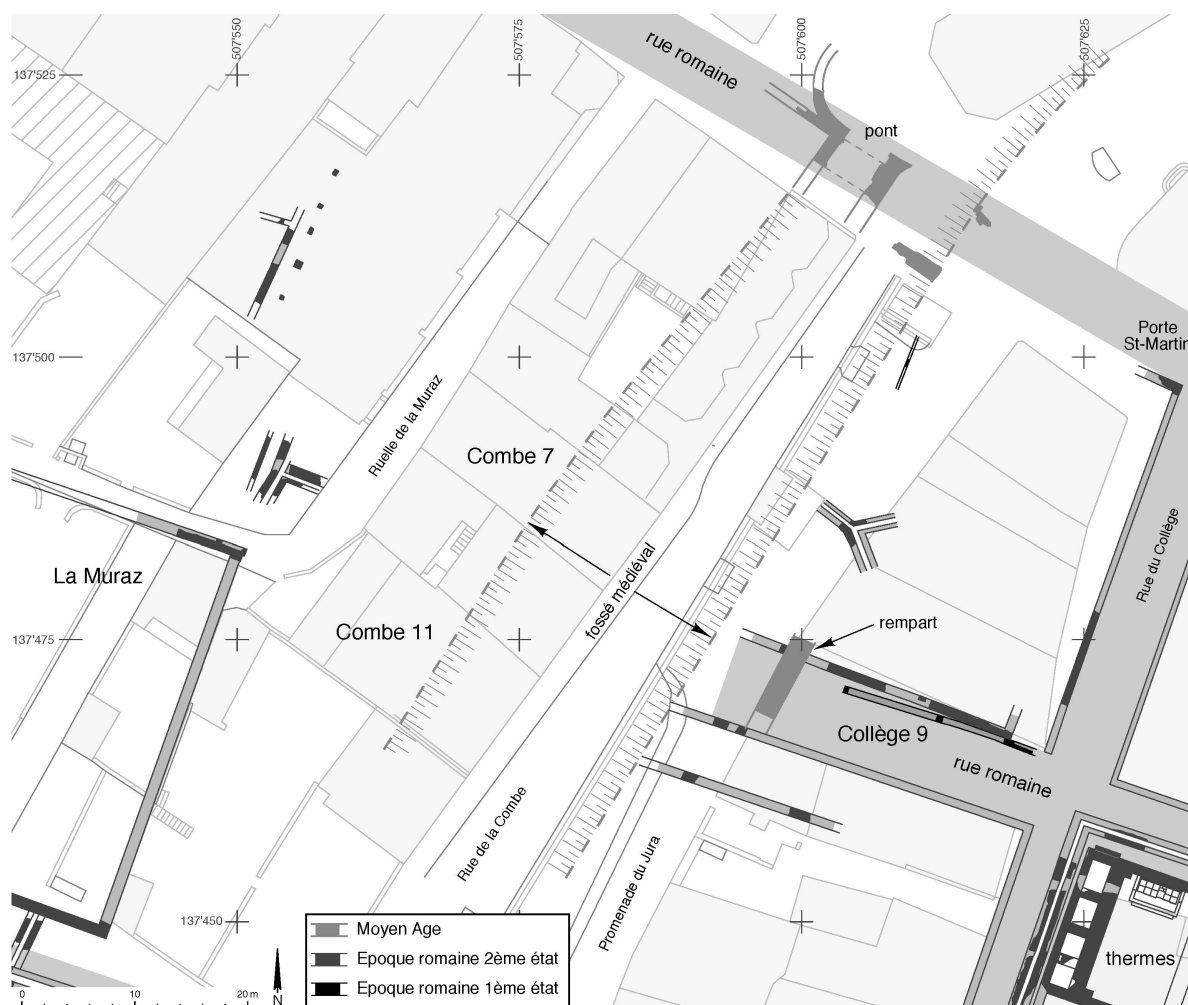 507'550
507'575
507'600
507'625
137'525
rue romaine
pont
137'500
Porte
St-Martin
Ruelle de la Muraz
Combe 7
Rue du Collège
La Muraz
fossé médiéval
137'475
Combe 11
rempart
Collège 9
rue romaine
Rue de la Combe
Promenade du Jura
137'450
Moyen Age
Epoque romaine 2ème état
Epoque romaine 1ème état
thermes
0 10 20 m
N